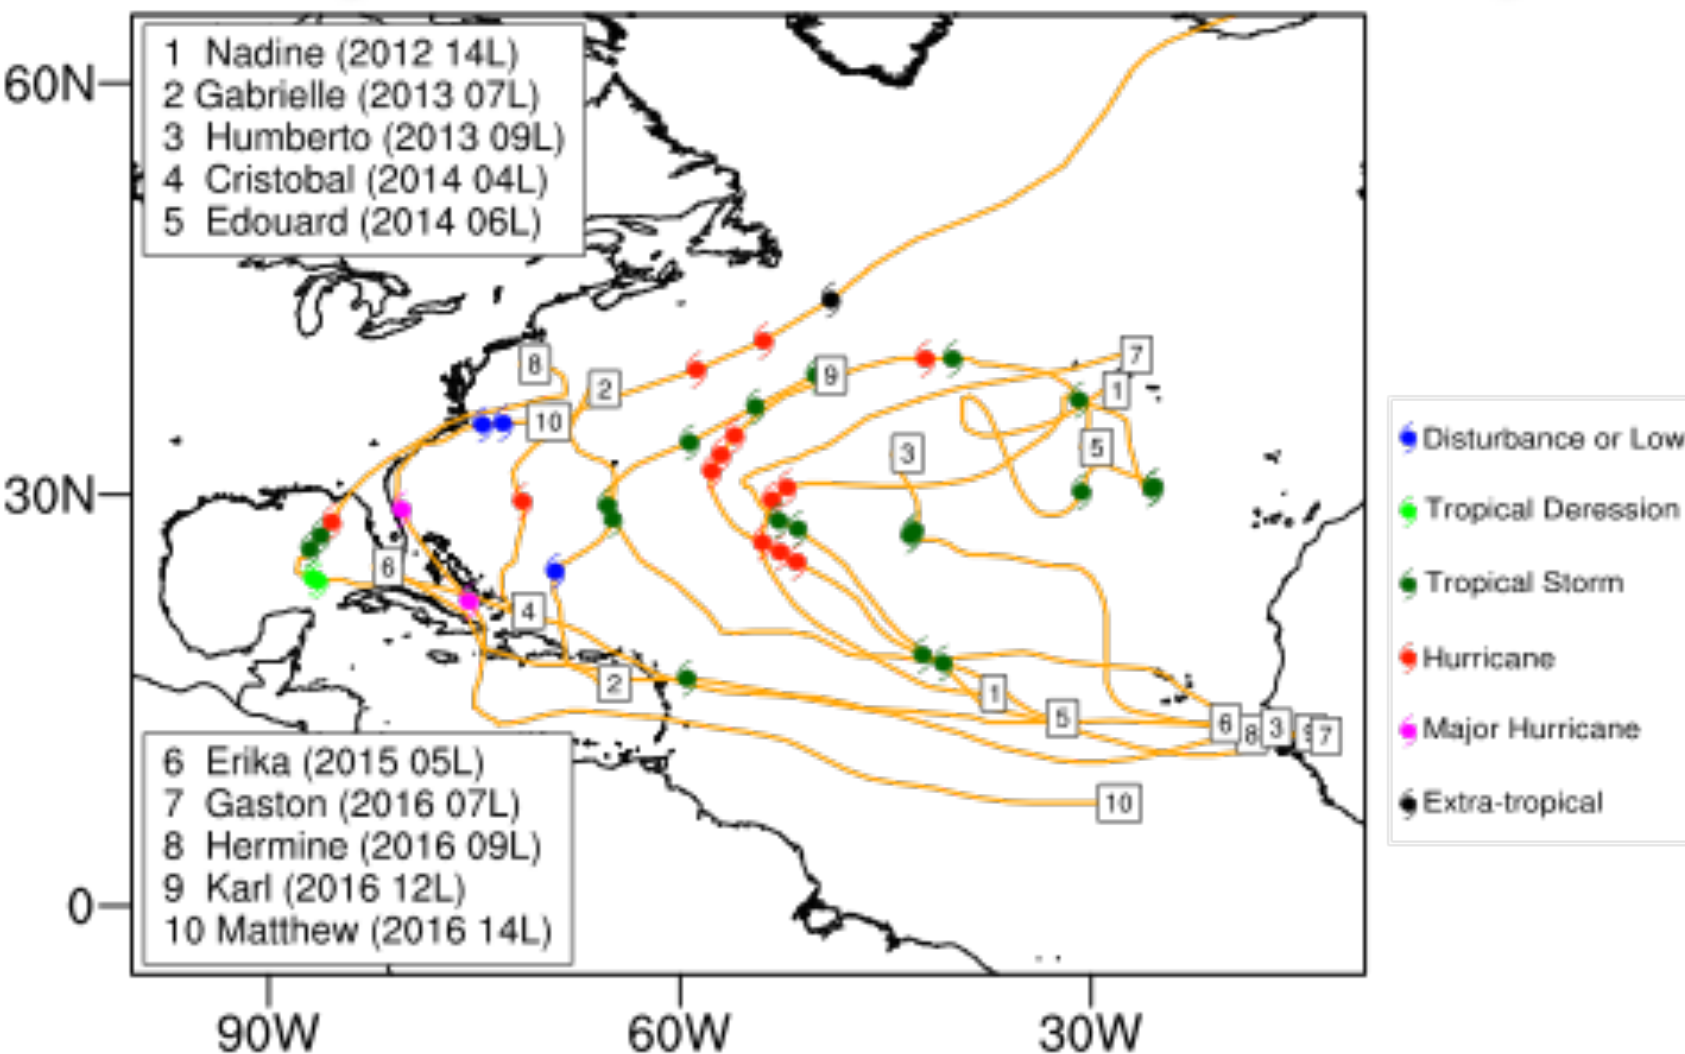 1 Nadine (2012 14L)
2 Gabrielle (2013 07L)
3 Humberto (2013 09L)
4 Cristobal (2014 04L)
5 Edouard (2014 06L)
60N
30N
0
8
2
10
9
7
1
3
5
6
4
2
1
5
6
8
3
9
7
10
6 Erika (2015 05L)
7 Gaston (2016 07L)
8 Hermine (2016 09L)
9 Karl (2016 12L)
10 Matthew (2016 14L)
90W
60W
30W
Disturbance or Low
Tropical Deression
Tropical Storm
Hurricane
Major Hurricane
Extra-tropical